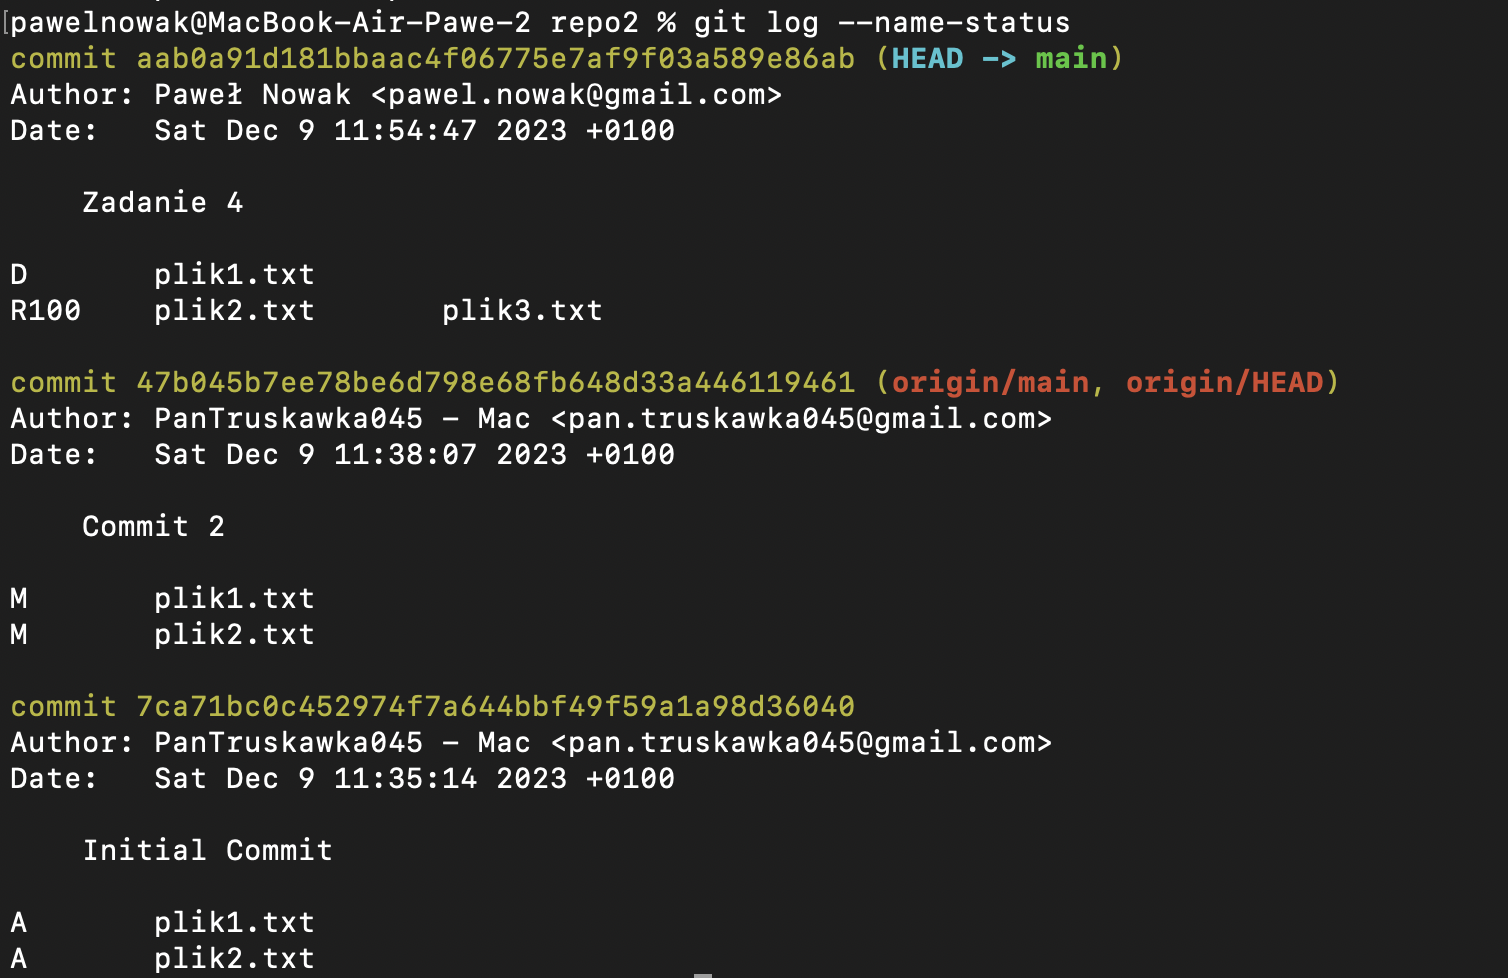 [pawelnowak@MacBook-Air-Pawe-2 repo2 % git log --name-status
commit aab0a91d181bbaac4f06775e7af9f03a589e86ab (HEAD -> main)
Author: Paweł Nowak <pawel.nowak@gmail.com>
Date:   Sat Dec 9 11:54:47 2023 +0100

    Zadanie 4

D       plik1.txt
R100    plik2.txt       plik3.txt

commit 47b045b7ee78be6d798e68fb648d33a446119461 (origin/main, origin/HEAD)
Author: PanTruskawka045 – Mac <pan.truskawka045@gmail.com>
Date:   Sat Dec 9 11:38:07 2023 +0100

    Commit 2

M       plik1.txt
M       plik2.txt

commit 7ca71bc0c452974f7a644bbf49f59a1a98d36040
Author: PanTruskawka045 – Mac <pan.truskawka045@gmail.com>
Date:   Sat Dec 9 11:35:14 2023 +0100

    Initial Commit

A       plik1.txt
A       plik2.txt